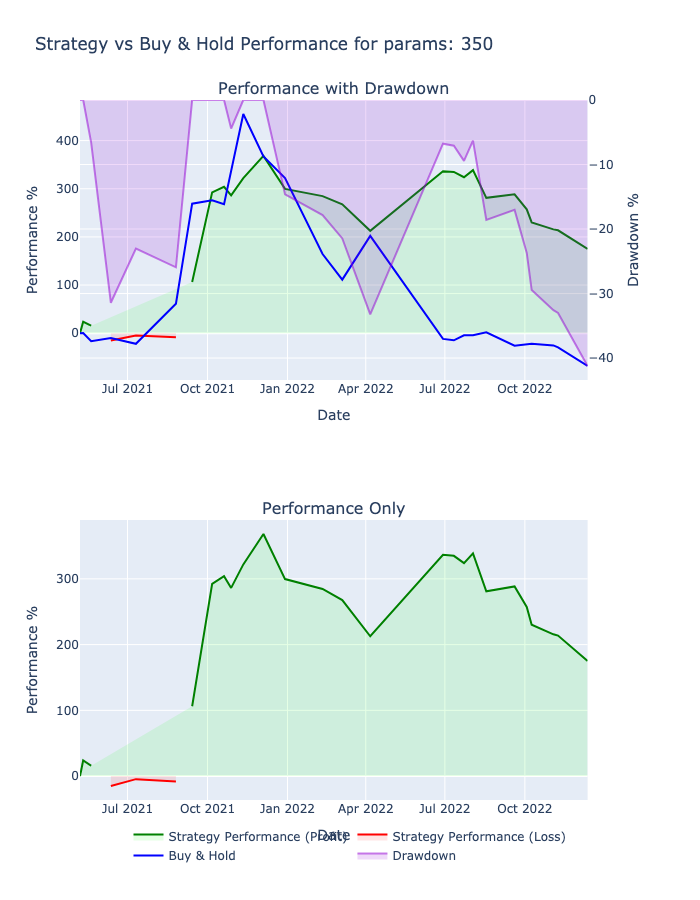 Strategy vs Buy & Hold Performance for params: 350
Performance with Drawdown
Performance %
400
300
200
100
0
0
−10
−20
−30
−40
Drawdown %
Jul 2021 Oct 2021 Jan 2022 Apr 2022 Jul 2022 Oct 2022
Date
Performance Only
Performance %
300
200
100
0
Jul 2021 Oct 2021 Jan 2022 Apr 2022 Jul 2022 Oct 2022
Date
Strategy Performance (Profit) Strategy Performance (Loss)
Buy & Hold Drawdown